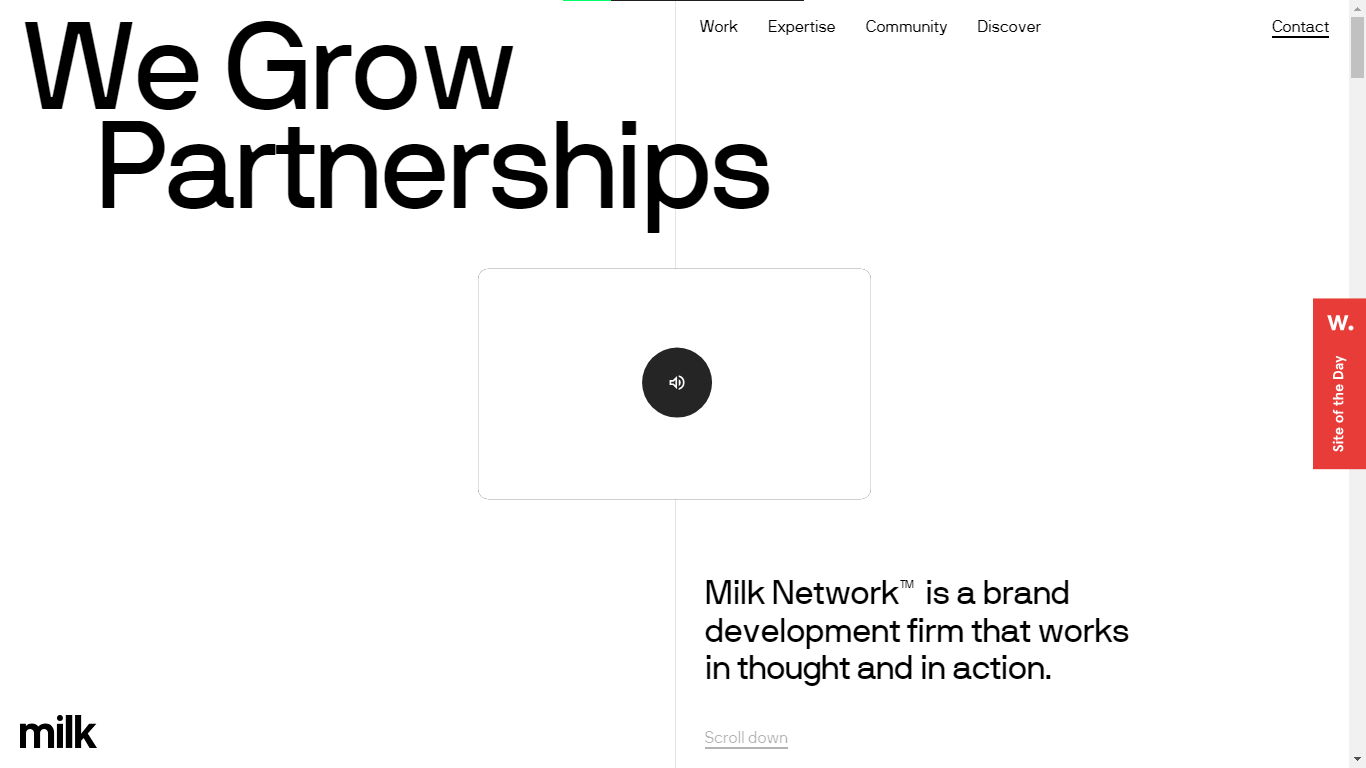 We Grow
Partnerships
Work
Expertise
Community
Discover
Contact
W.
Site of the Day
Milk Network™ is a brand
development firm that works
in thought and in action.
Scroll down
milk